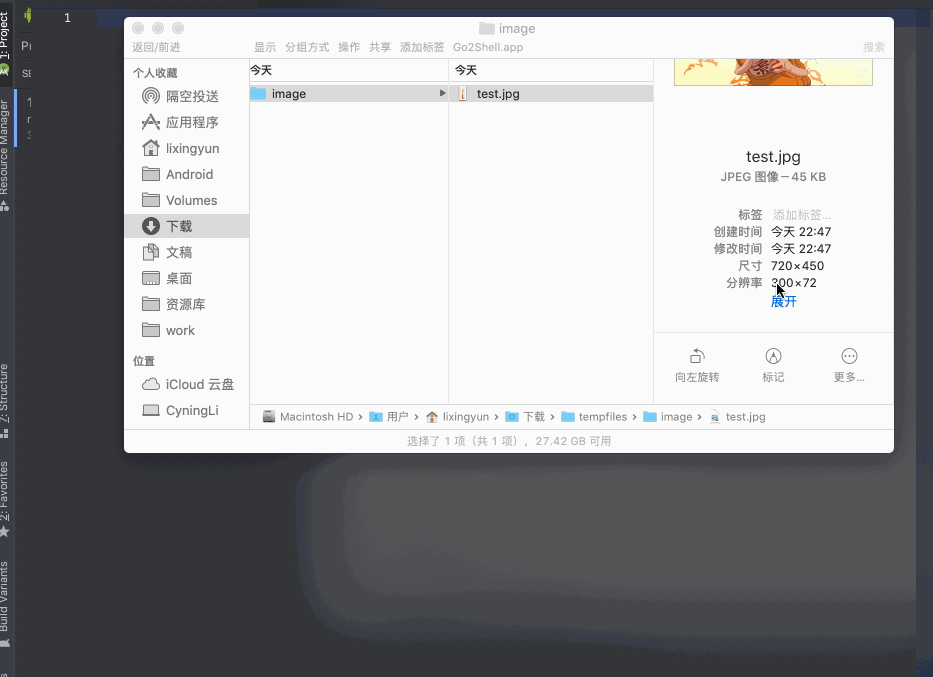 1
image
返回/前进
显示 分组方式 操作 共享 添加标签 Go2Shell.app
搜索
个人收藏
隔空投送
应用程序
lixingyun
Android
Volumes
下载
文稿
桌面
资源库
work
位置
iCloud 云盘
CyningLi
今天
image
今天
test.jpg
test.jpg
JPEG 图像 – 45 KB
标签 添加标签...
创建时间 今天 22:47
修改时间 今天 22:47
尺寸 720×450
分辨率 300×72
展开
向左旋转
标记
更多...
Macintosh HD › 用户 › lixingyun › 下载 › tempfiles › image › test.jpg
选择了 1 项（共 1 项），27.42 GB 可用
1: Project
Resource Manager
7: Structure
2: Favorites
Build Variants